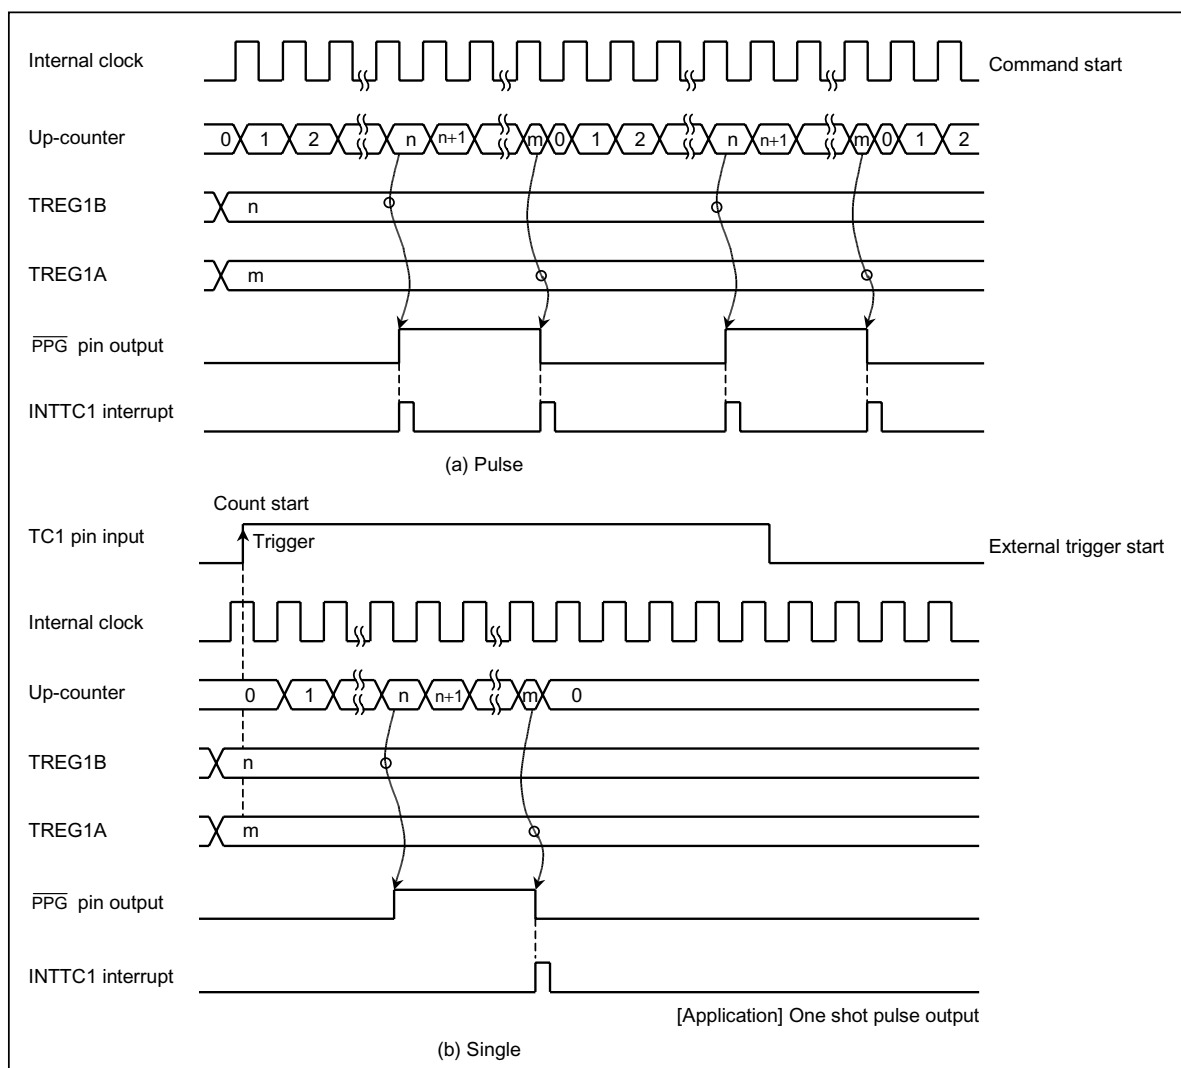 Internal clock
Command start
Up-counter
0 1 2 n n+1 m 0 1 2 n n+1 m 0 1 2
TREG1B
n
TREG1A
m
PPG pin output
INTTC1 interrupt
(a) Pulse
Count start
TC1 pin input
Trigger
External trigger start
Internal clock
Up-counter
0 1 n n+1 m 0
TREG1B
n
TREG1A
m
PPG pin output
INTTC1 interrupt
[Application] One shot pulse output
(b) Single